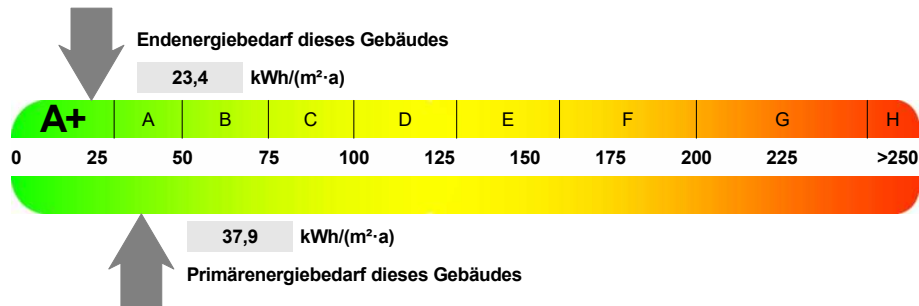 Endenergiebedarf dieses Gebäudes
23,4 kWh/(m²·a)
A+ A B C D E F G H
0 25 50 75 100 125 150 175 200 225 >250
37,9 kWh/(m²·a)
Primärenergiebedarf dieses Gebäudes